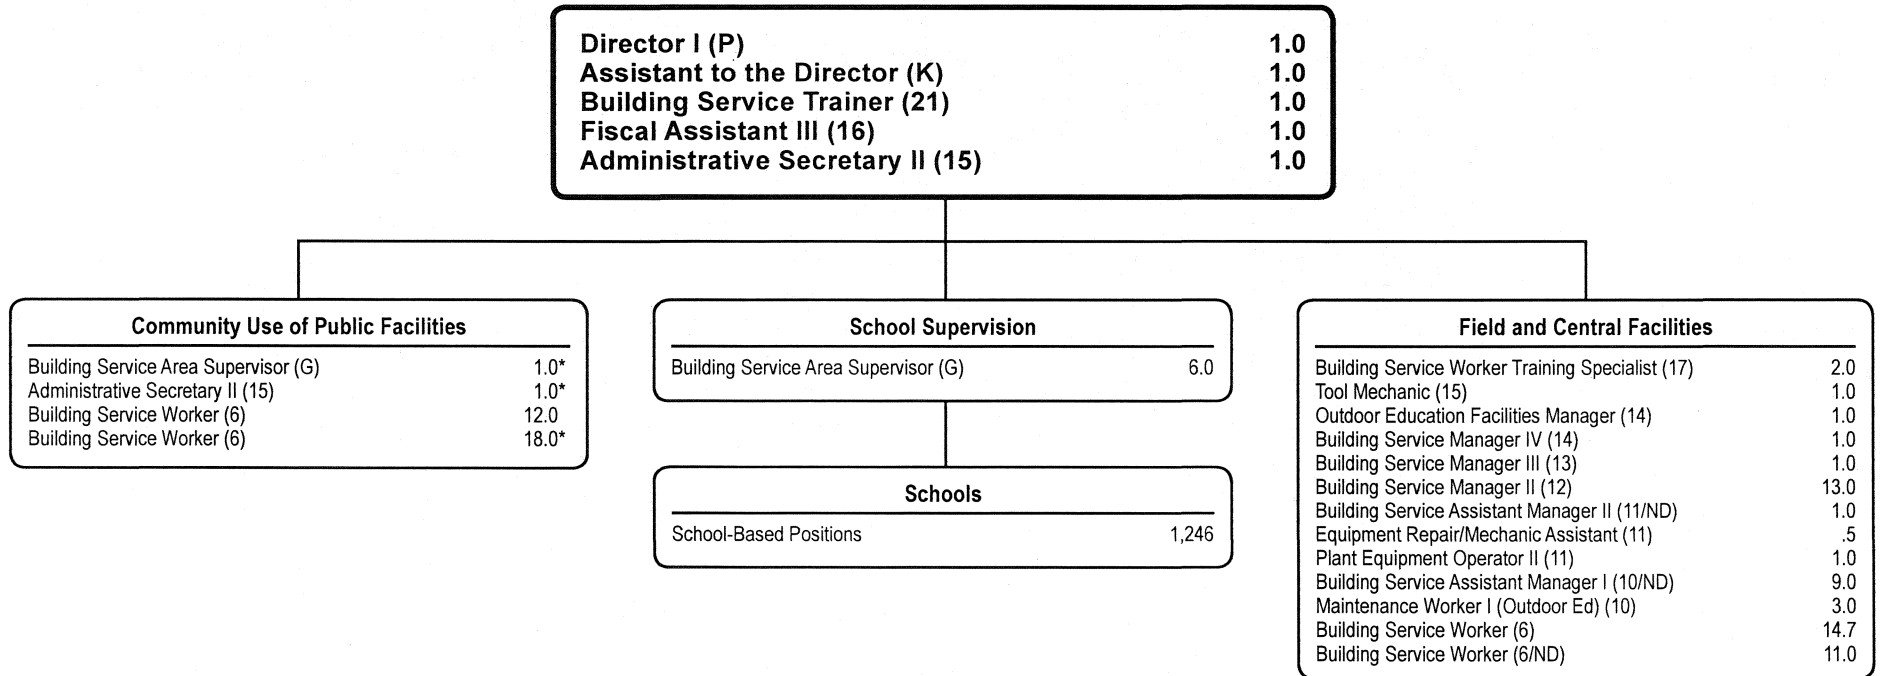 Director I (P) 1.0
Assistant to the Director (K) 1.0
Building Service Trainer (21) 1.0
Fiscal Assistant III (16) 1.0
Administrative Secretary II (15) 1.0
Community Use of Public Facilities
Building Service Area Supervisor (G) 1.0*
Administrative Secretary II (15) 1.0*
Building Service Worker (6) 12.0
Building Service Worker (6) 18.0*
School Supervision
Building Service Area Supervisor (G) 6.0
Schools
School-Based Positions 1,246
Field and Central Facilities
Building Service Worker Training Specialist (17) 2.0
Tool Mechanic (15) 1.0
Outdoor Education Facilities Manager (14) 1.0
Building Service Manager IV (14) 1.0
Building Service Manager III (13) 1.0
Building Service Manager II (12) 13.0
Building Service Assistant Manager II (11/ND) 1.0
Equipment Repair/Mechanic Assistant (11) .5
Plant Equipment Operator II (11) 1.0
Building Service Assistant Manager I (10/ND) 9.0
Maintenance Worker I (Outdoor Ed) (10) 3.0
Building Service Worker (6) 14.7
Building Service Worker (6/ND) 11.0